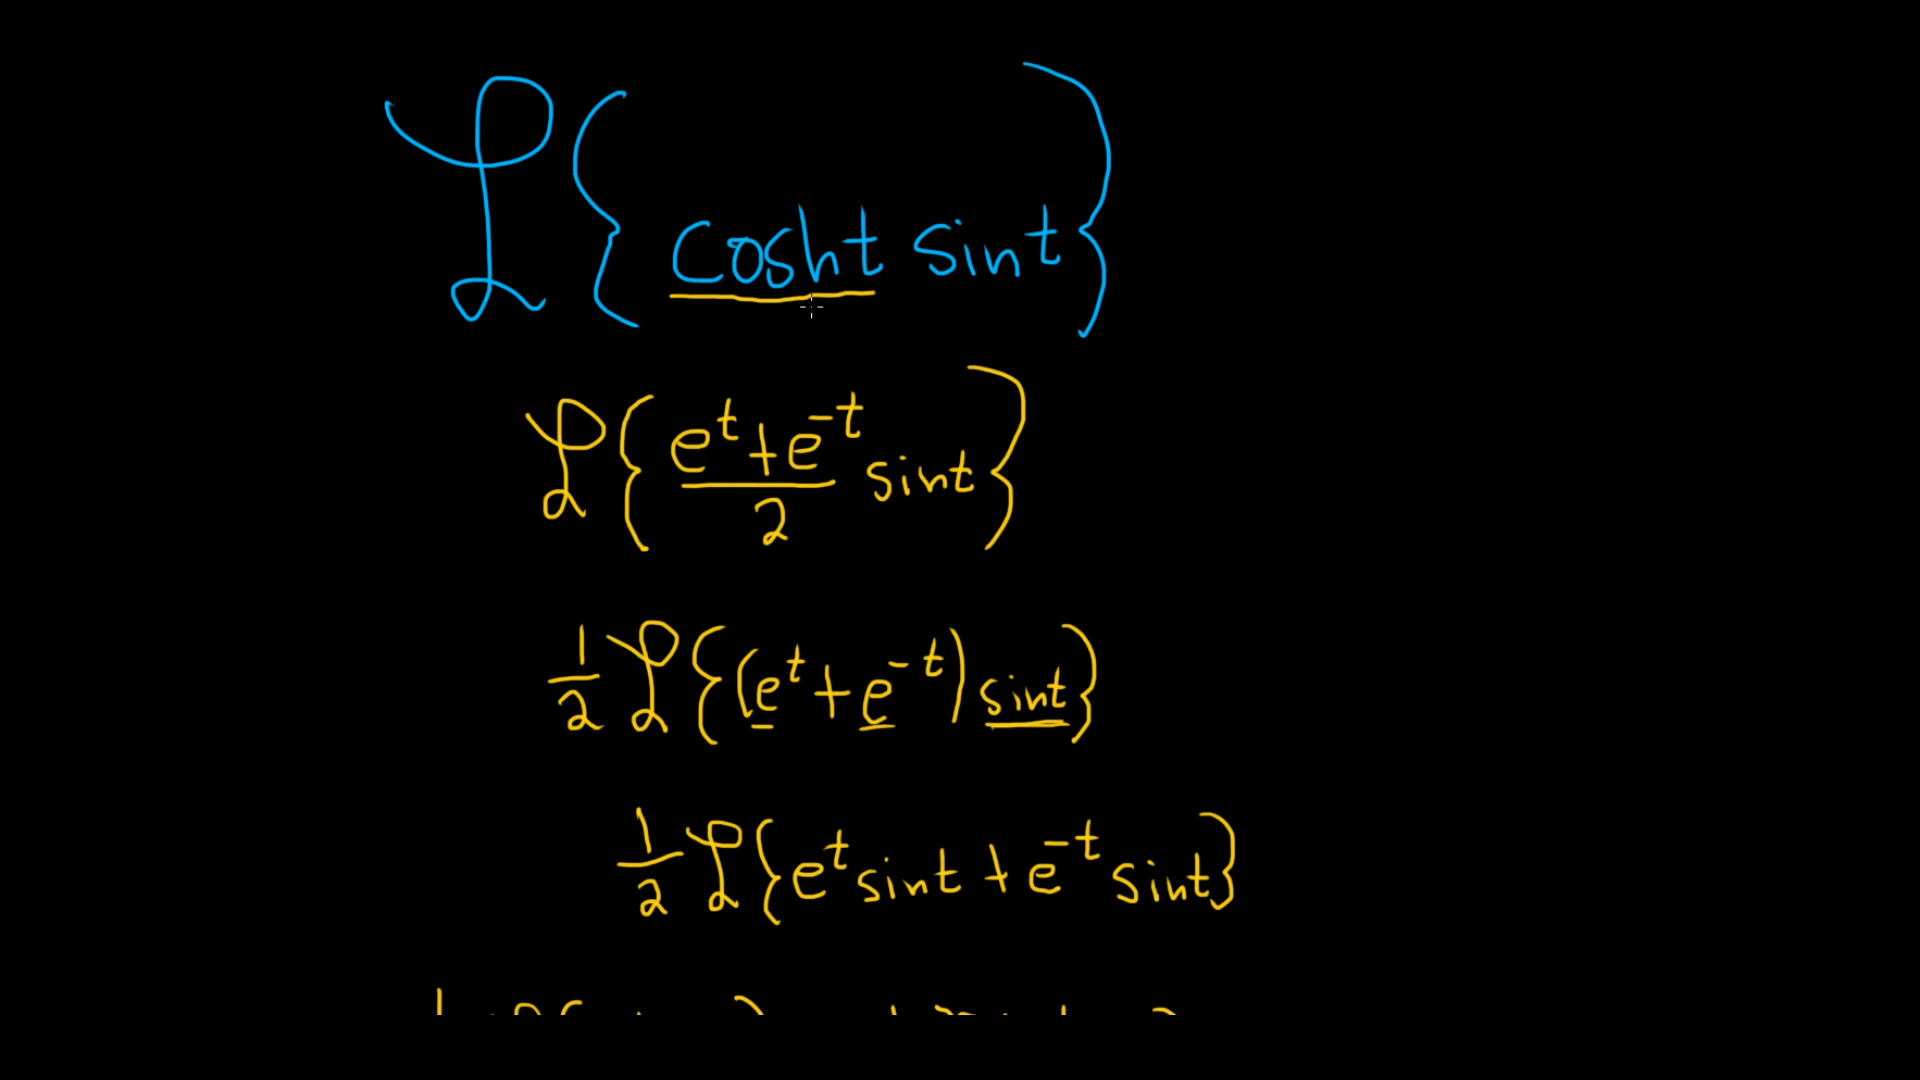 ℒ{cosht sint}
ℒ{e^t+e^-t/2 sint}
1/2 ℒ{(e^t+e^-t) sint}
1/2 ℒ{e^t sint + e^-t sint}